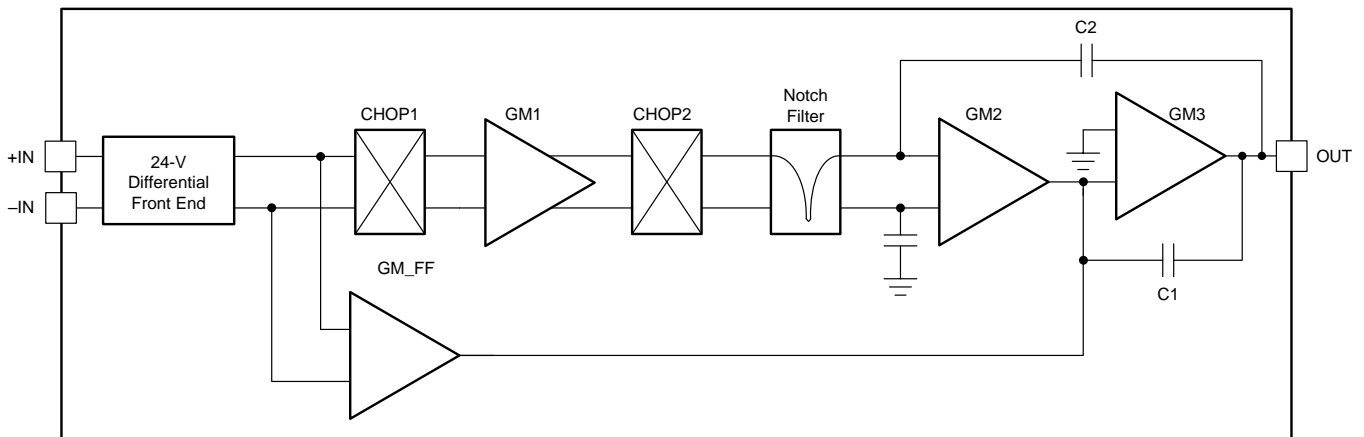 C2
Notch
Filter
CHOP1
GM1
CHOP2
GM2
GM3
+IN
–IN
24-V
Differential
Front End
OUT
GM_FF
C1